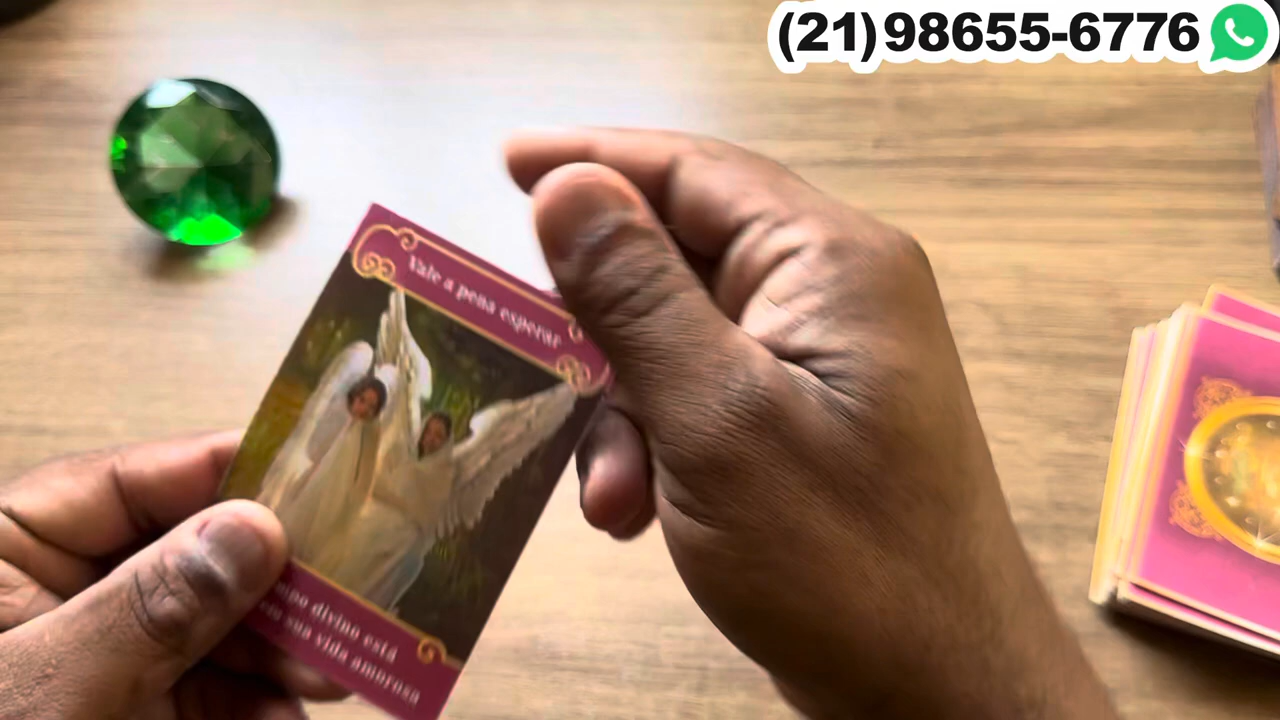 (21)98655-6776
Vale a pena esperar
divino está
sua vida amorosa